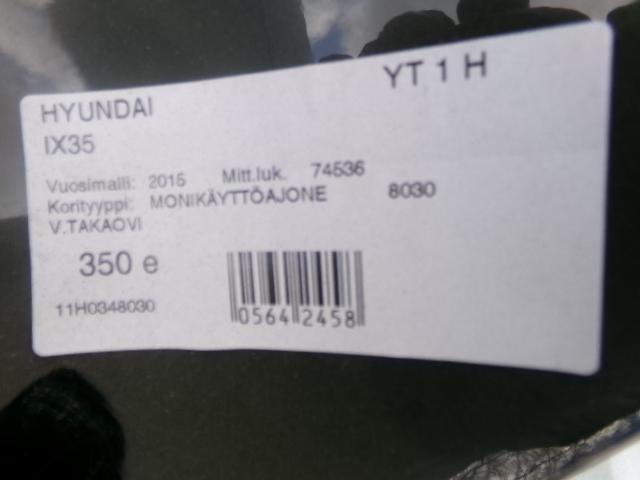 YT 1 H
HYUNDAI
IX35
Vuosimalli: 2015 Mitt.luk. 74536
Korityyppi: MONIKÄYTTÖAJONE 8030
V.TAKAOVI
350 e
11H0348030
0564 2458